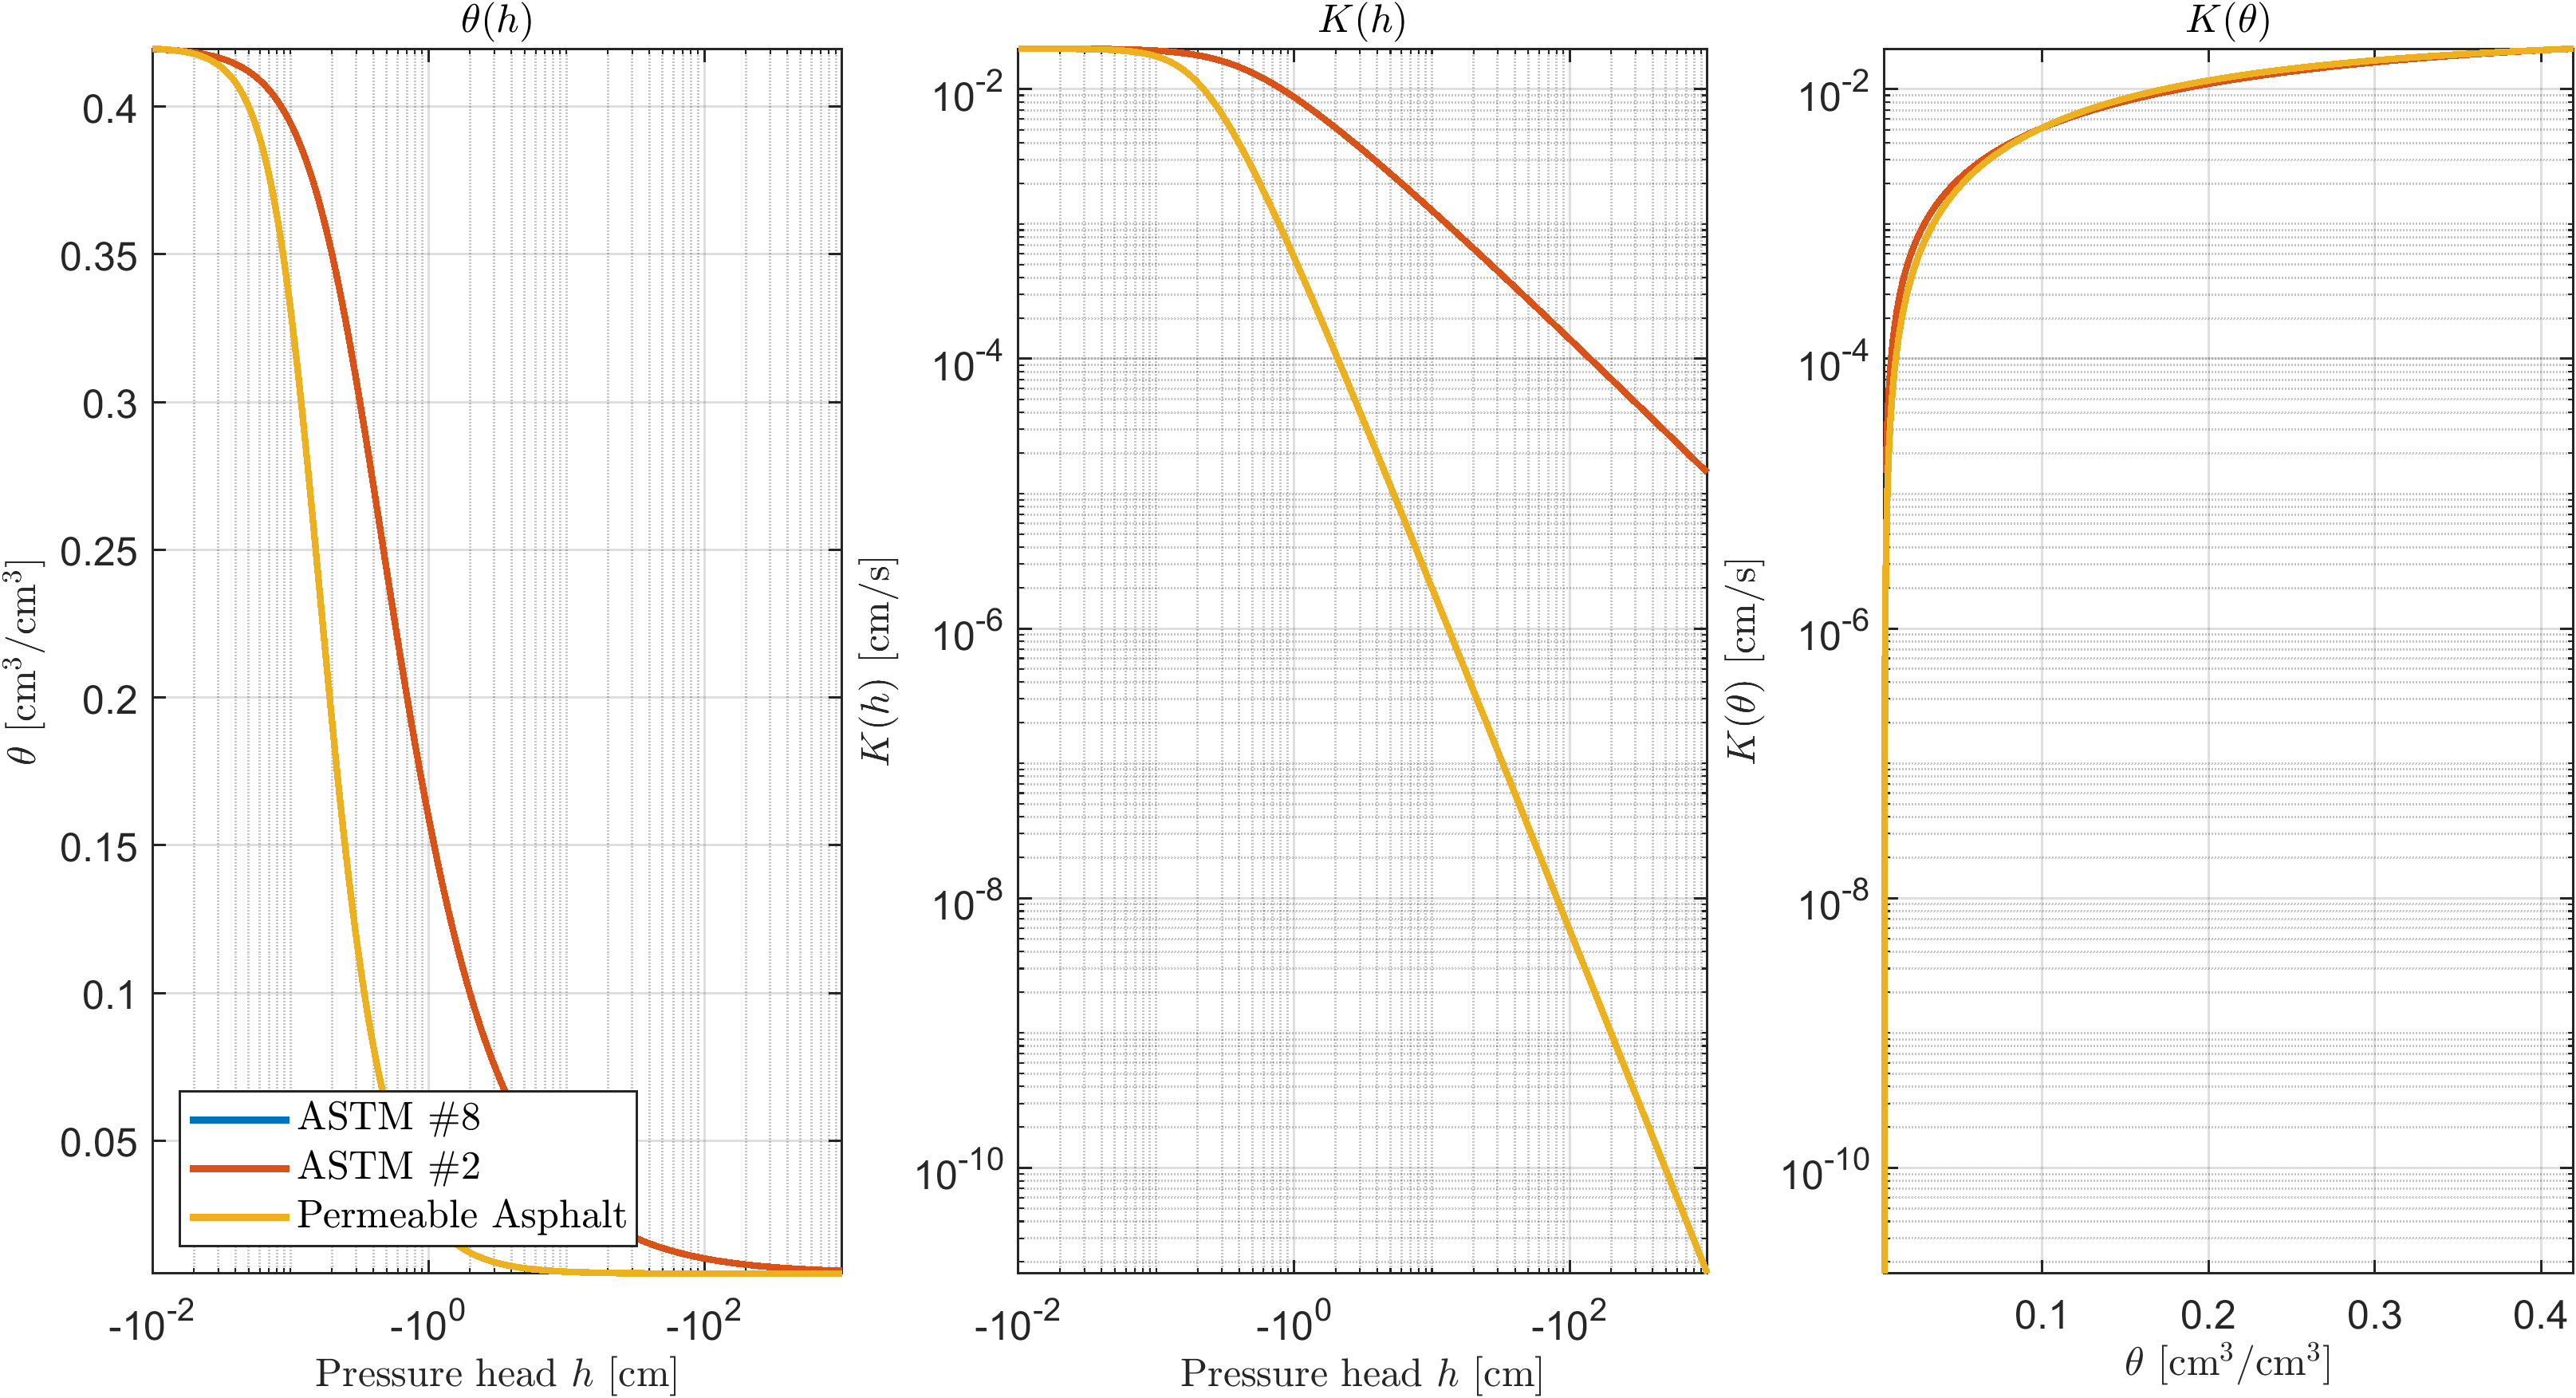 θ(h)
0.4
0.35
0.3
0.25
0.2
0.15
0.1
0.05
θ [cm³/cm³]
-10⁻² -10⁰ -10²
Pressure head h [cm]
ASTM #8
ASTM #2
Permeable Asphalt
K(h)
10⁻²
10⁻⁴
10⁻⁶
10⁻⁸
10⁻¹⁰
K(h) [cm/s]
-10⁻² -10⁰ -10²
Pressure head h [cm]
K(θ)
10⁻²
10⁻⁴
10⁻⁶
10⁻⁸
10⁻¹⁰
K(θ) [cm/s]
0.1 0.2 0.3 0.4
θ [cm³/cm³]